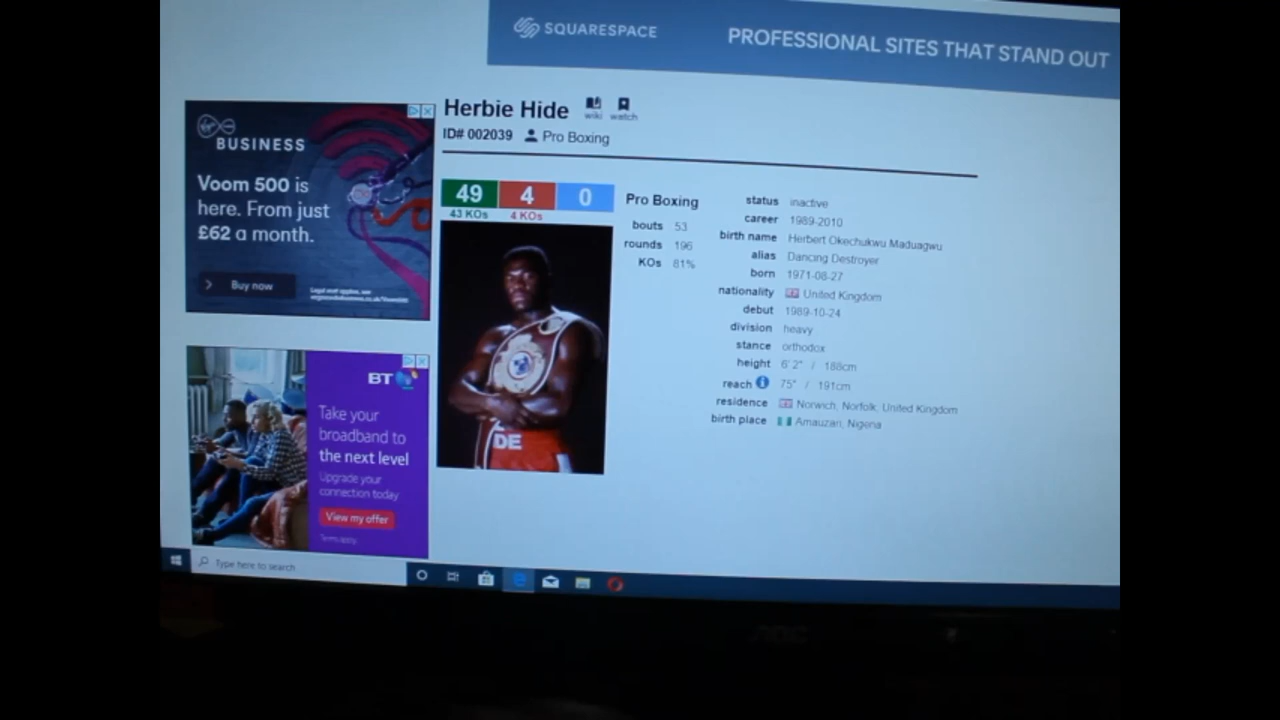 SQUARESPACE
PROFESSIONAL SITES THAT STAND OUT
BUSINESS
Voom 500 is
here. From just
£62 a month.
> Buy now
Herbie Hide
wiki watch
ID# 002039 Pro Boxing
49 4 0
43 KOs 4 KOs
Pro Boxing
bouts 53
rounds 196
KOs 81%
status inactive
career 1989-2010
birth name Herbert Okechukwu Maduagwu
alias Dancing Destroyer
born 1971-08-27
nationality United Kingdom
debut 1989-10-24
division heavy
stance orthodox
height 6' 2" / 188cm
reach 75" / 191cm
residence Norwich, Norfolk, United Kingdom
birth place Amauzari, Nigeria
DE
BT
Take your
broadband to
the next level
Upgrade your
connection today
View my offer
Terms apply.
Type here to search
AOC